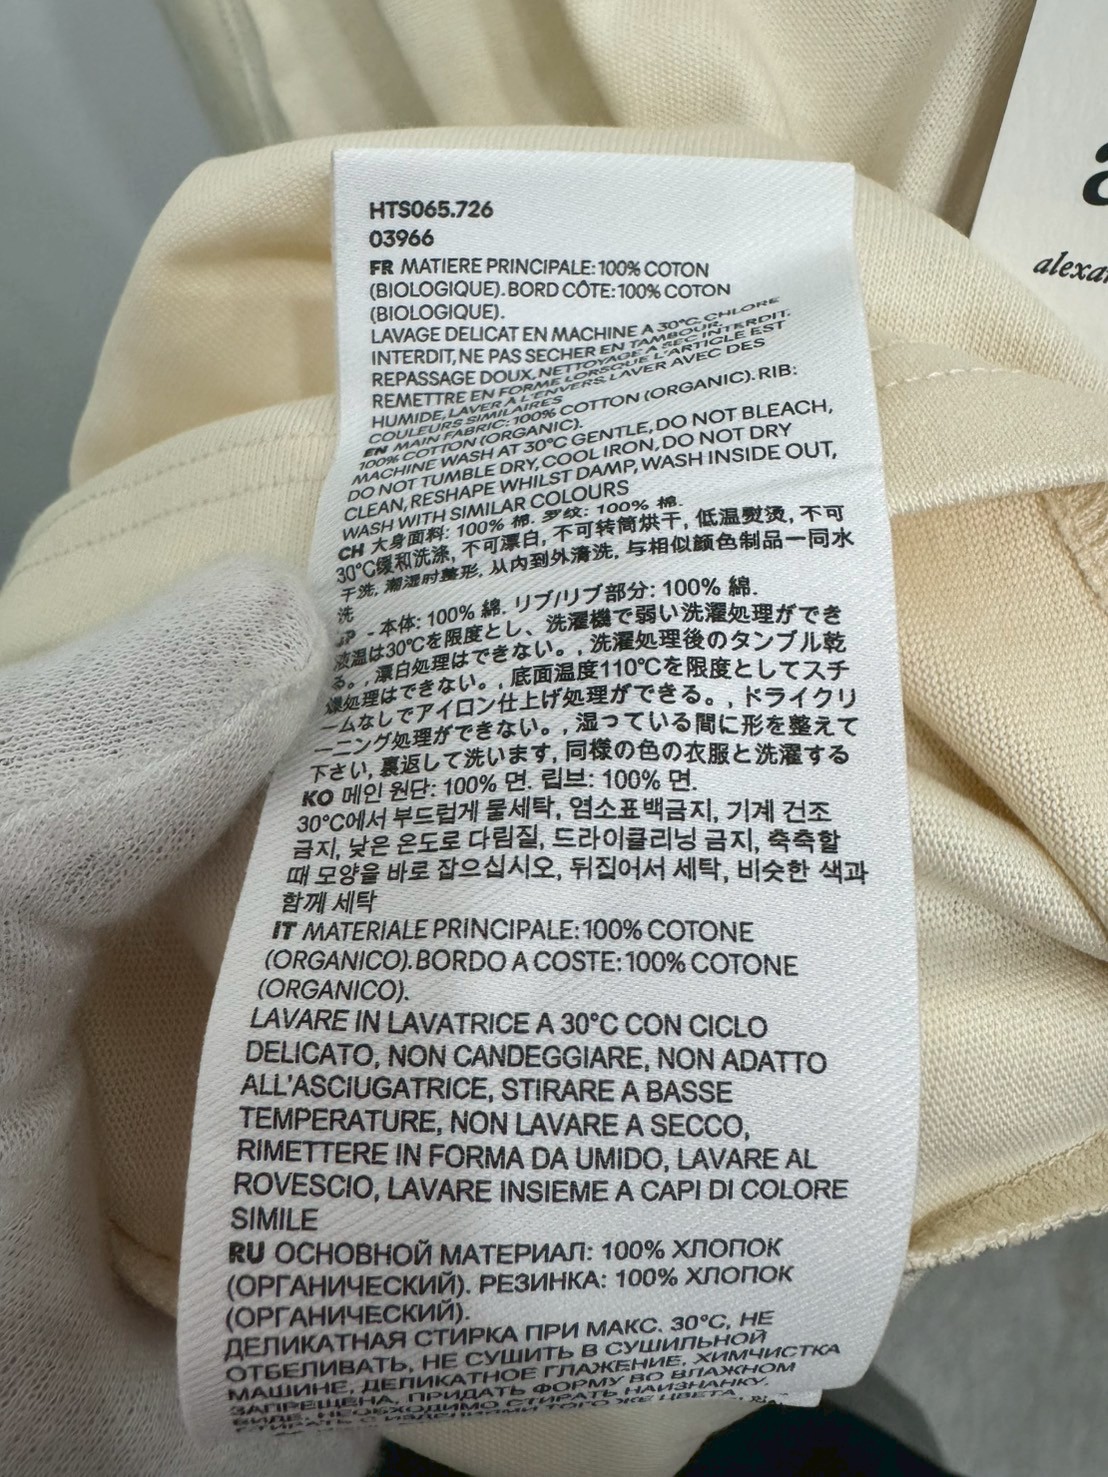 HTS065.726
03966
FR MATIERE PRINCIPALE: 100% COTON
(BIOLOGIQUE). BORD CÔTE: 100% COTON
(BIOLOGIQUE).
LAVAGE DELICAT EN MACHINE A 30°C, CHLORE
INTERDIT, NE PAS SECHER EN TAMBOUR,
REPASSAGE DOUX, NETTOYAGE A SEC INTERDIT,
REMETTRE EN FORME LORSQUE L'ARTICLE EST
HUMIDE, LAVER A L'ENVERS, LAVER AVEC DES
COULEURS SIMILAIRES
EN MAIN FABRIC: 100% COTTON (ORGANIC). RIB:
100% COTTON (ORGANIC).
MACHINE WASH AT 30°C GENTLE, DO NOT BLEACH,
DO NOT TUMBLE DRY, COOL IRON, DO NOT DRY
CLEAN, RESHAPE WHILST DAMP, WASH INSIDE OUT,
WASH WITH SIMILAR COLOURS
CH 大身面料: 100% 棉. 罗纹: 100% 棉.
30°C缓和洗涤, 不可漂白, 不可转筒烘干, 低温熨烫, 不可
干洗, 潮湿时整形, 从内到外清洗, 与相似颜色制品一同水
洗
JP - 本体: 100% 綿. リブ/リブ部分: 100% 綿.
液温は30℃を限度とし、洗濯機で弱い洗濯処理ができ
る。, 漂白処理はできない。, 洗濯処理後のタンブル乾
燥処理はできない。, 底面温度110℃を限度としてスチ
ームなしでアイロン仕上げ処理ができる。, ドライクリ
ーニング処理ができない。, 湿っている間に形を整えて
下さい, 裏返して洗います, 同様の色の衣服と洗濯する
KO 메인 원단: 100% 면. 립브: 100% 면.
30°C에서 부드럽게 물세탁, 염소표백금지, 기계 건조
금지, 낮은 온도로 다림질, 드라이클리닝 금지, 축축할
때 모양을 바로 잡으십시오, 뒤집어서 세탁, 비슷한 색과
함께 세탁
IT MATERIALE PRINCIPALE: 100% COTONE
(ORGANICO). BORDO A COSTE: 100% COTONE
(ORGANICO).
LAVARE IN LAVATRICE A 30°C CON CICLO
DELICATO, NON CANDEGGIARE, NON ADATTO
ALL'ASCIUGATRICE, STIRARE A BASSE
TEMPERATURE, NON LAVARE A SECCO,
RIMETTERE IN FORMA DA UMIDO, LAVARE AL
ROVESCIO, LAVARE INSIEME A CAPI DI COLORE
SIMILE
RU ОСНОВНОЙ МАТЕРИАЛ: 100% ХЛОПОК
(ОРГАНИЧЕСКИЙ). РЕЗИНКА: 100% ХЛОПОК
(ОРГАНИЧЕСКИЙ).
ДЕЛИКАТНАЯ СТИРКА ПРИ МАКС. 30°C, НЕ
ОТБЕЛИВАТЬ, НЕ СУШИТЬ В СУШИЛЬНОЙ
МАШИНЕ, ДЕЛИКАТНОЕ ГЛАЖЕНИЕ, ХИМЧИСТКА
ЗАПРЕЩЕНА, ПРИДАТЬ ФОРМУ ВО ВЛАЖНОМ
ВИДЕ, НЕОБХОДИМО СТИРАТЬ НАИЗНАНКУ,
СТИРАТЬ С ИЗДЕЛИЯМИ ТОГО ЖЕ ЦВЕТА
a
alexa